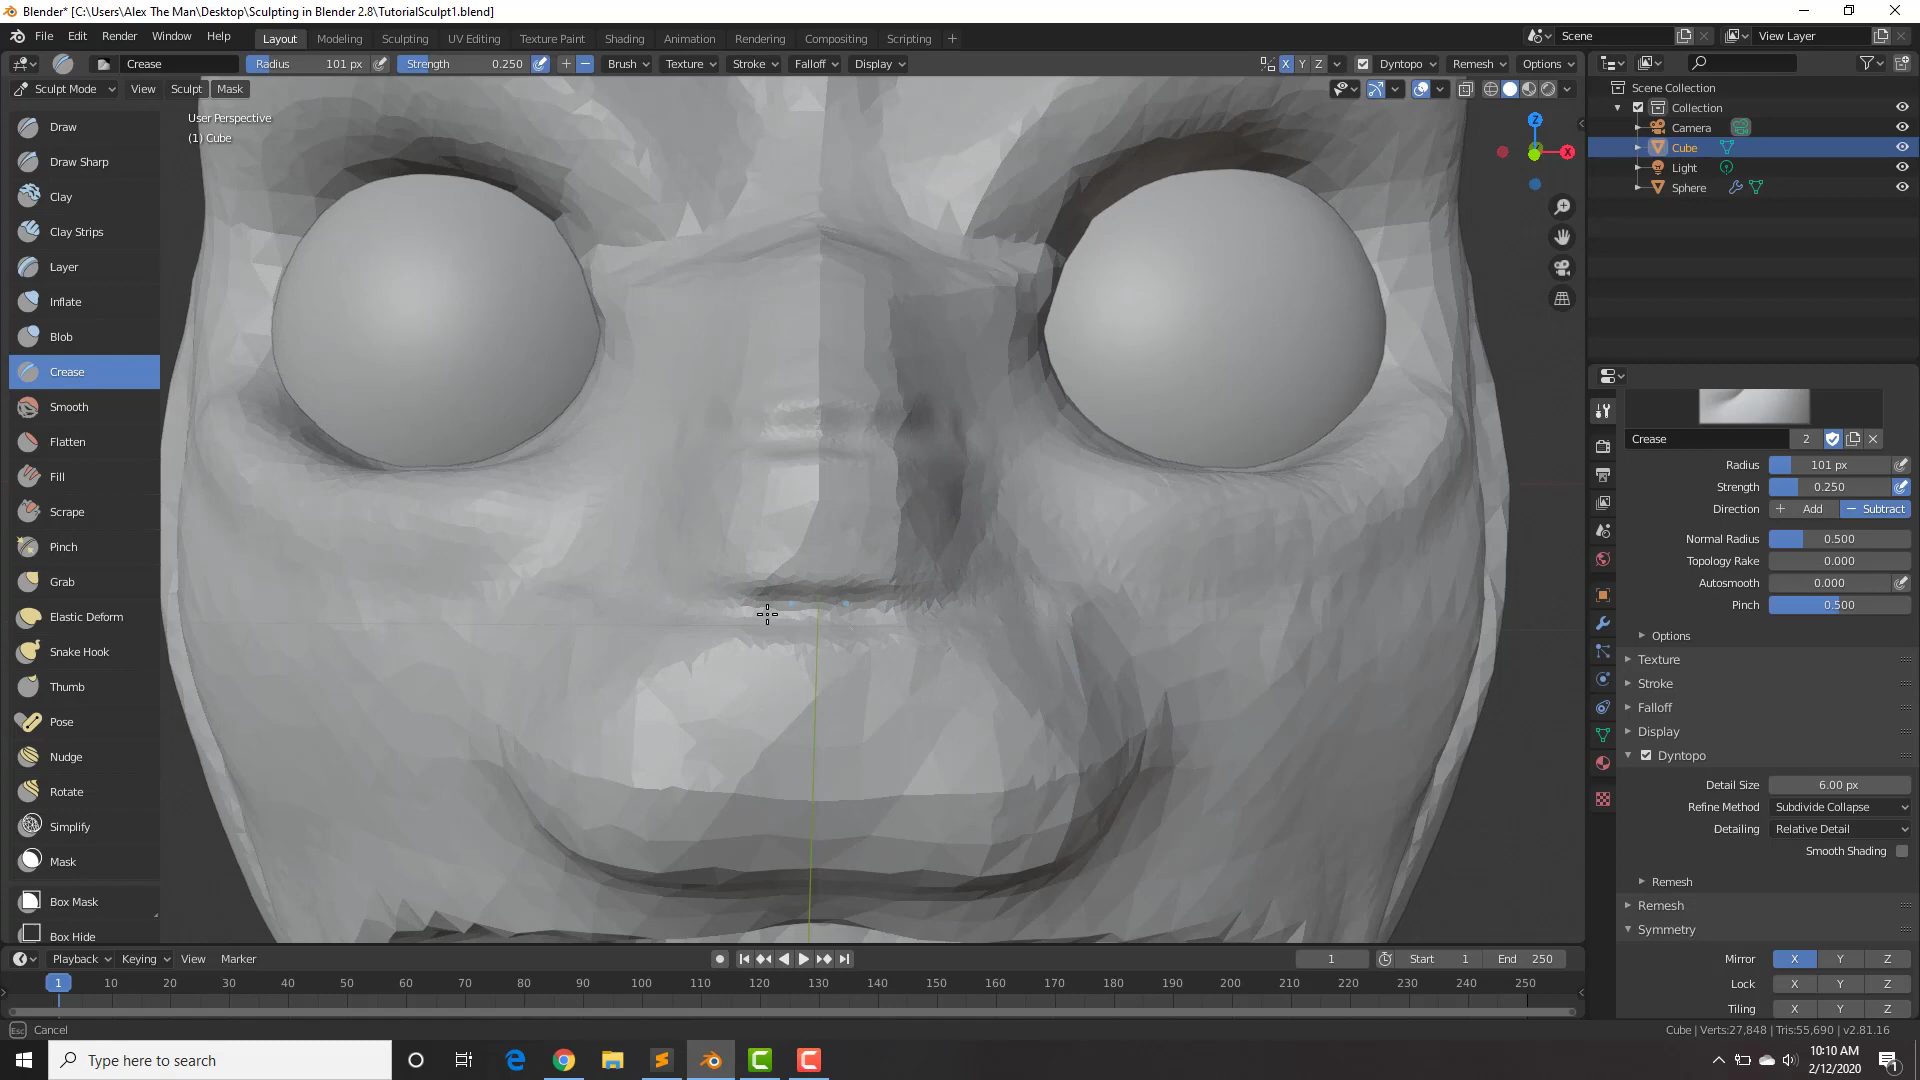 Blender* [C:\Users\Alex The Man\Desktop\Sculpting in Blender 2.8\TutorialSculpt1.blend]
File Edit Render Window Help Layout Modeling Sculpting UV Editing Texture Paint Shading Animation Rendering Compositing Scripting + Scene View Layer
Crease Radius 101 px Strength 0.250 Brush Texture Stroke Falloff Display X Y Z Dyntopo Remesh Options
Sculpt Mode View Sculpt Mask
User Perspective
(1) Cube
Draw
Draw Sharp
Clay
Clay Strips
Layer
Inflate
Blob
Crease
Smooth
Flatten
Fill
Scrape
Pinch
Grab
Elastic Deform
Snake Hook
Thumb
Pose
Nudge
Rotate
Simplify
Mask
Box Mask
Box Hide
Z
X
Scene Collection
Collection
Camera
Cube
Light
Sphere
Crease 2
Radius 101 px
Strength 0.250
Direction + Add − Subtract
Normal Radius 0.500
Topology Rake 0.000
Autosmooth 0.000
Pinch 0.500
Options
Texture
Stroke
Falloff
Display
Dyntopo
Detail Size 6.00 px
Refine Method Subdivide Collapse
Detailing Relative Detail
Smooth Shading
Remesh
Remesh
Symmetry
Mirror X Y Z
Lock X Y Z
Tiling X Y Z
Playback Keying View Marker 1 Start 1 End 250
1 10 20 30 40 50 60 70 80 90 100 110 120 130 140 150 160 170 180 190 200 210 220 230 240 250
Esc Cancel
Cube | Verts:27,848 | Tris:55,690 | v2.81.16
Type here to search
10:10 AM
2/12/2020
1